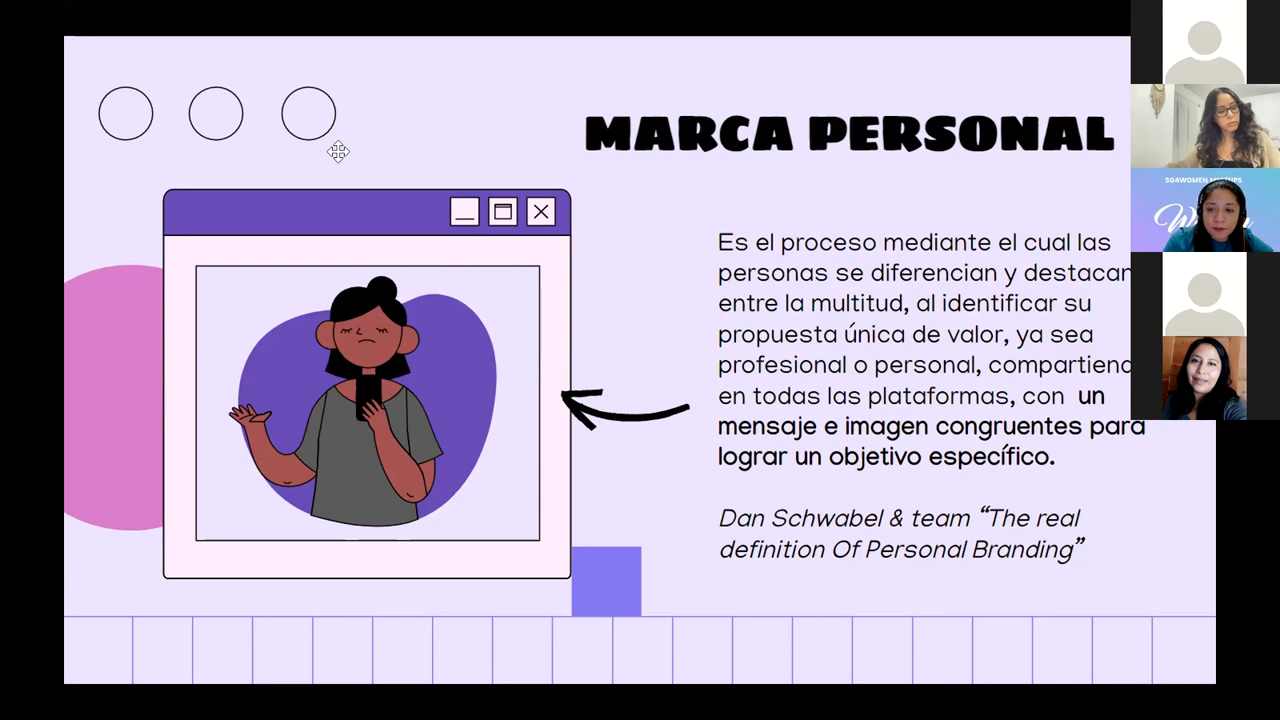 MARCA PERSONAL
Es el proceso mediante el cual las
personas se diferencian y destacan
entre la multitud, al identificar su
propuesta única de valor, ya sea
profesional o personal, compartiend
en todas las plataformas, con un
mensaje e imagen congruentes para
lograr un objetivo específico.
Dan Schwabel & team “The real
definition Of Personal Branding”
SG4WOMEN MEETUPS